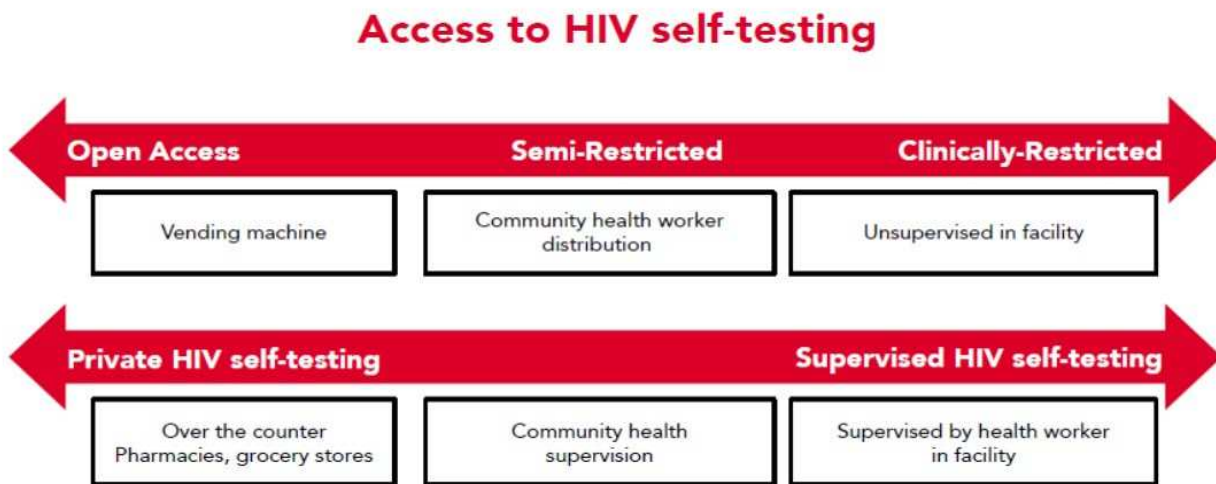 Access to HIV self-testing
Open Access Semi-Restricted Clinically-Restricted
Vending machine
Community health worker
distribution
Unsupervised in facility
Private HIV self-testing Supervised HIV self-testing
Over the counter
Pharmacies, grocery stores
Community health
supervision
Supervised by health worker
in facility